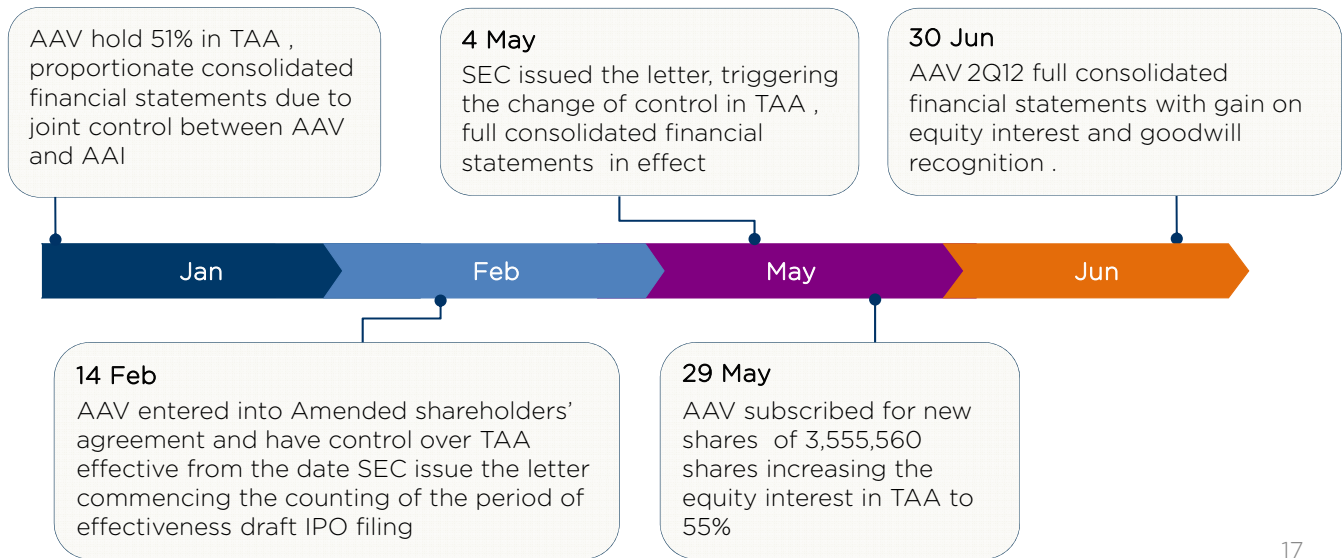 AAV hold 51% in TAA ,
proportionate consolidated
financial statements due to
joint control between AAV
and AAI
4 May
SEC issued the letter, triggering
the change of control in TAA ,
full consolidated financial
statements in effect
30 Jun
AAV 2Q12 full consolidated
financial statements with gain on
equity interest and goodwill
recognition .
Jan
Feb
May
Jun
14 Feb
AAV entered into Amended shareholders'
agreement and have control over TAA
effective from the date SEC issue the letter
commencing the counting of the period of
effectiveness draft IPO filing
29 May
AAV subscribed for new
shares of 3,555,560
shares increasing the
equity interest in TAA to
55%
17